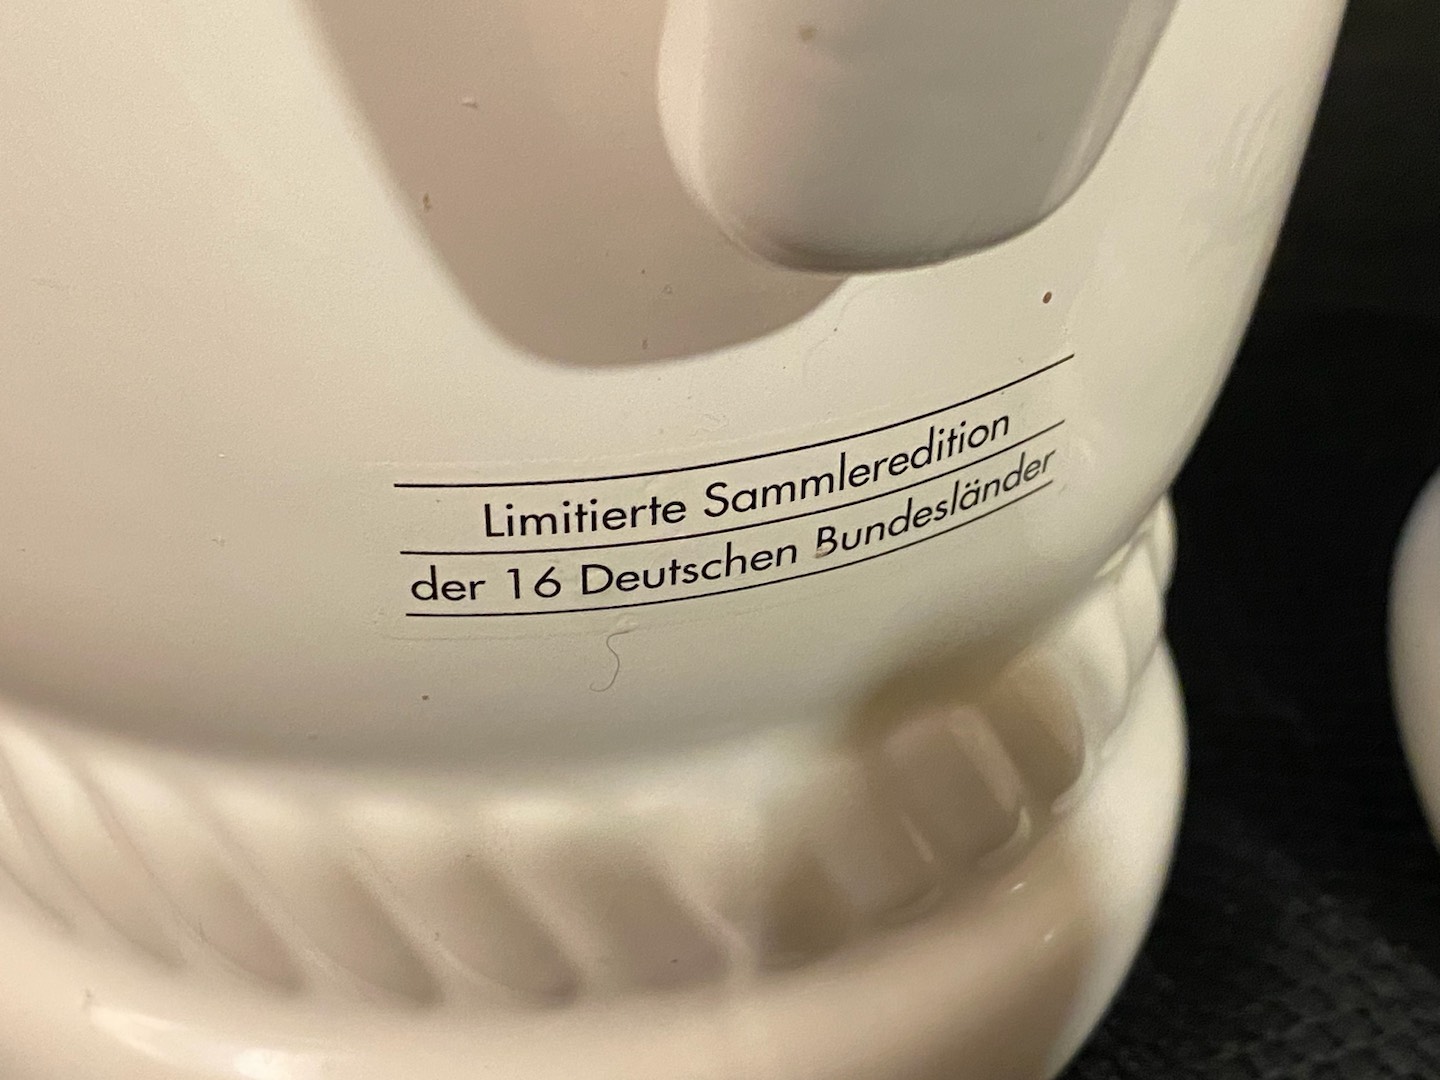 Limitierte Sammleredition
der 16 Deutschen Bundesländer